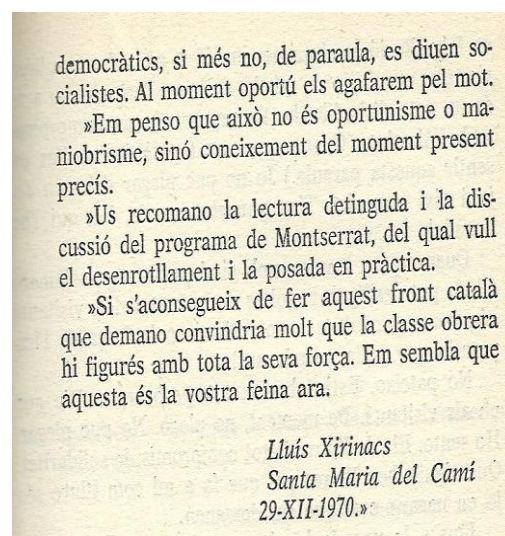 democràtics, si més no, de paraula, es diuen so-
cialistes. Al moment oportú els agafarem pel mot.
»Em penso que això no és oportunisme o ma-
niobrisme, sinó coneixement del moment present
precís.
»Us recomano la lectura detinguda i la dis-
cussió del programa de Montserrat, del qual vull
el desenrotllament i la posada en pràctica.
»Si s'aconsegueix de fer aquest front català
que demano convindria molt que la classe obrera
hi figurés amb tota la seva força. Em sembla que
aquesta és la vostra feina ara.
Lluís Xirinacs
Santa Maria del Camí
29-XII-1970.»